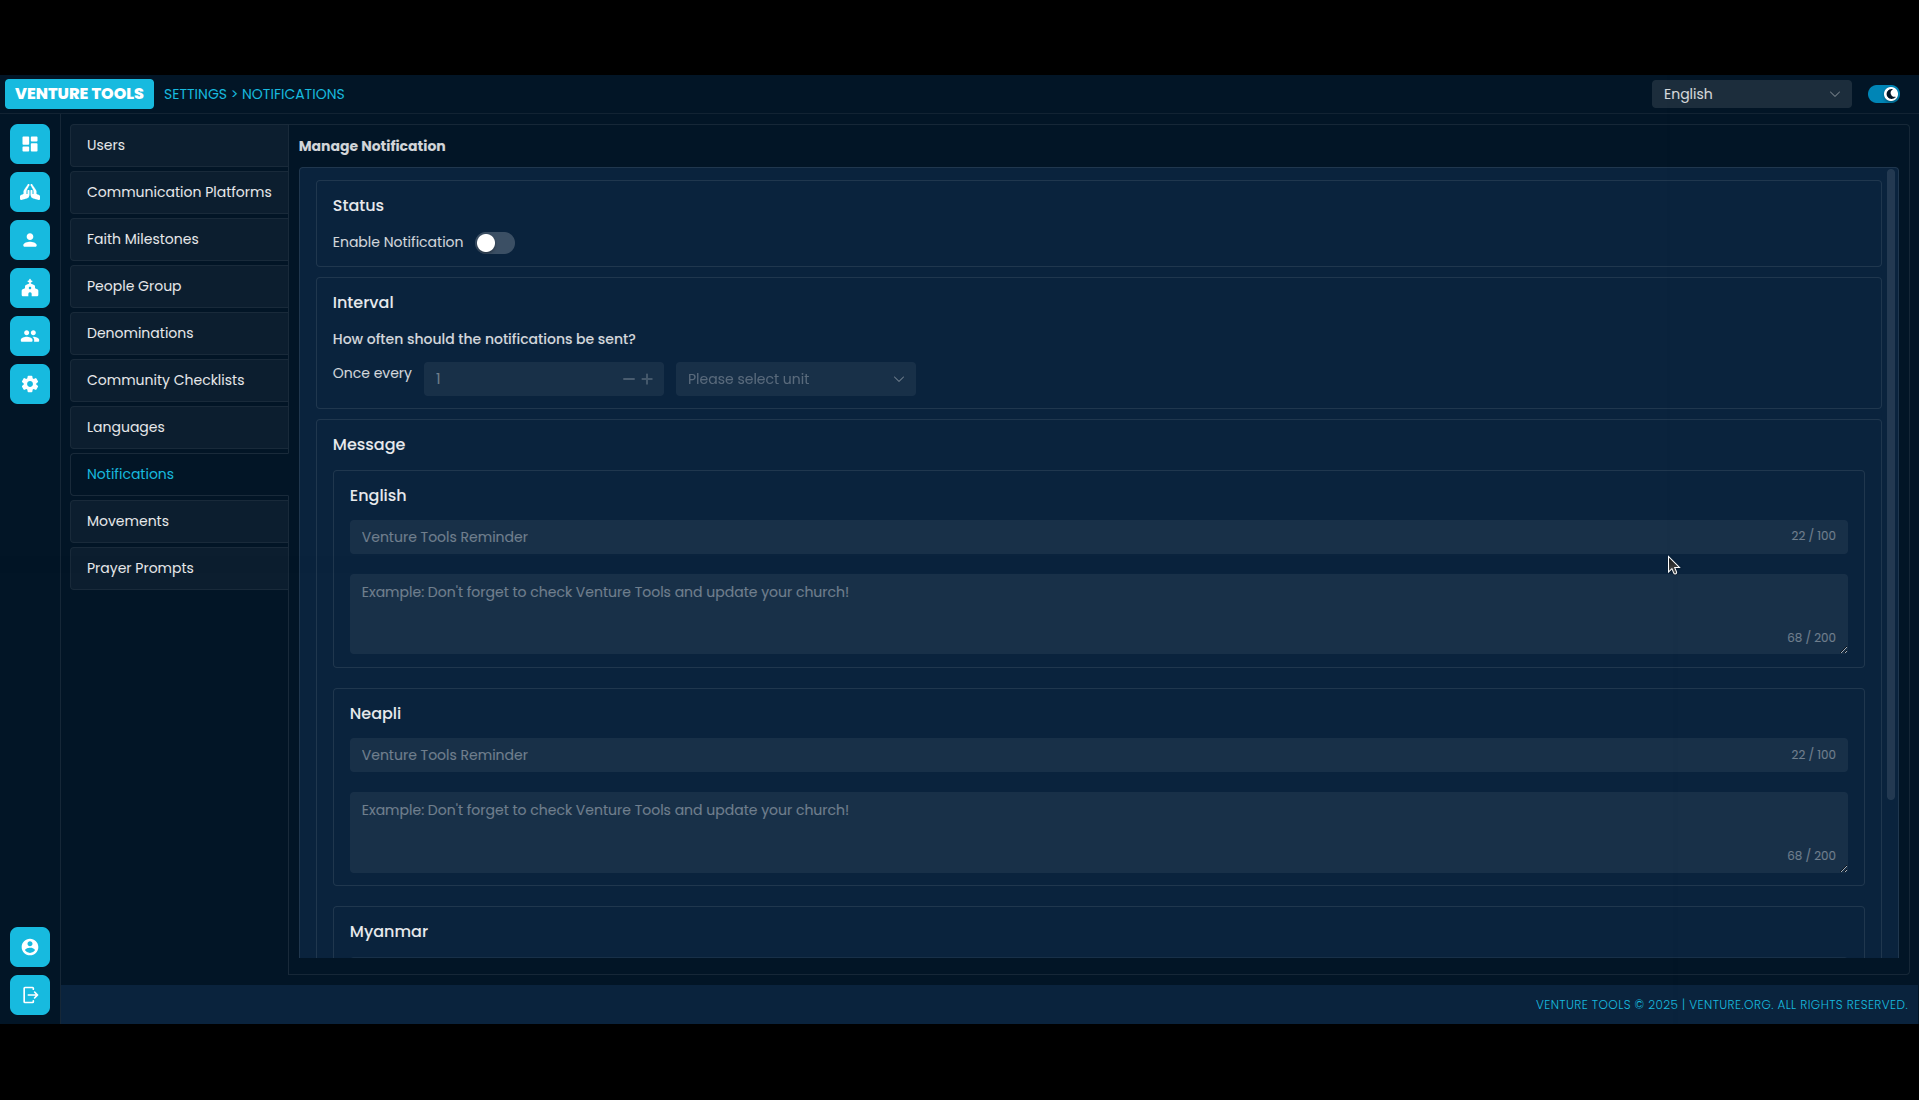 VENTURE TOOLS
SETTINGS > NOTIFICATIONS
English
Users
Communication Platforms
Faith Milestones
People Group
Denominations
Community Checklists
Languages
Notifications
Movements
Prayer Prompts
Manage Notification
Status
Enable Notification
Interval
How often should the notifications be sent?
Once every
1
Please select unit
Message
English
Venture Tools Reminder
22 / 100
Example: Don't forget to check Venture Tools and update your church!
68 / 200
Neapli
Venture Tools Reminder
22 / 100
Example: Don't forget to check Venture Tools and update your church!
68 / 200
Myanmar
VENTURE TOOLS © 2025 | VENTURE.ORG. ALL RIGHTS RESERVED.